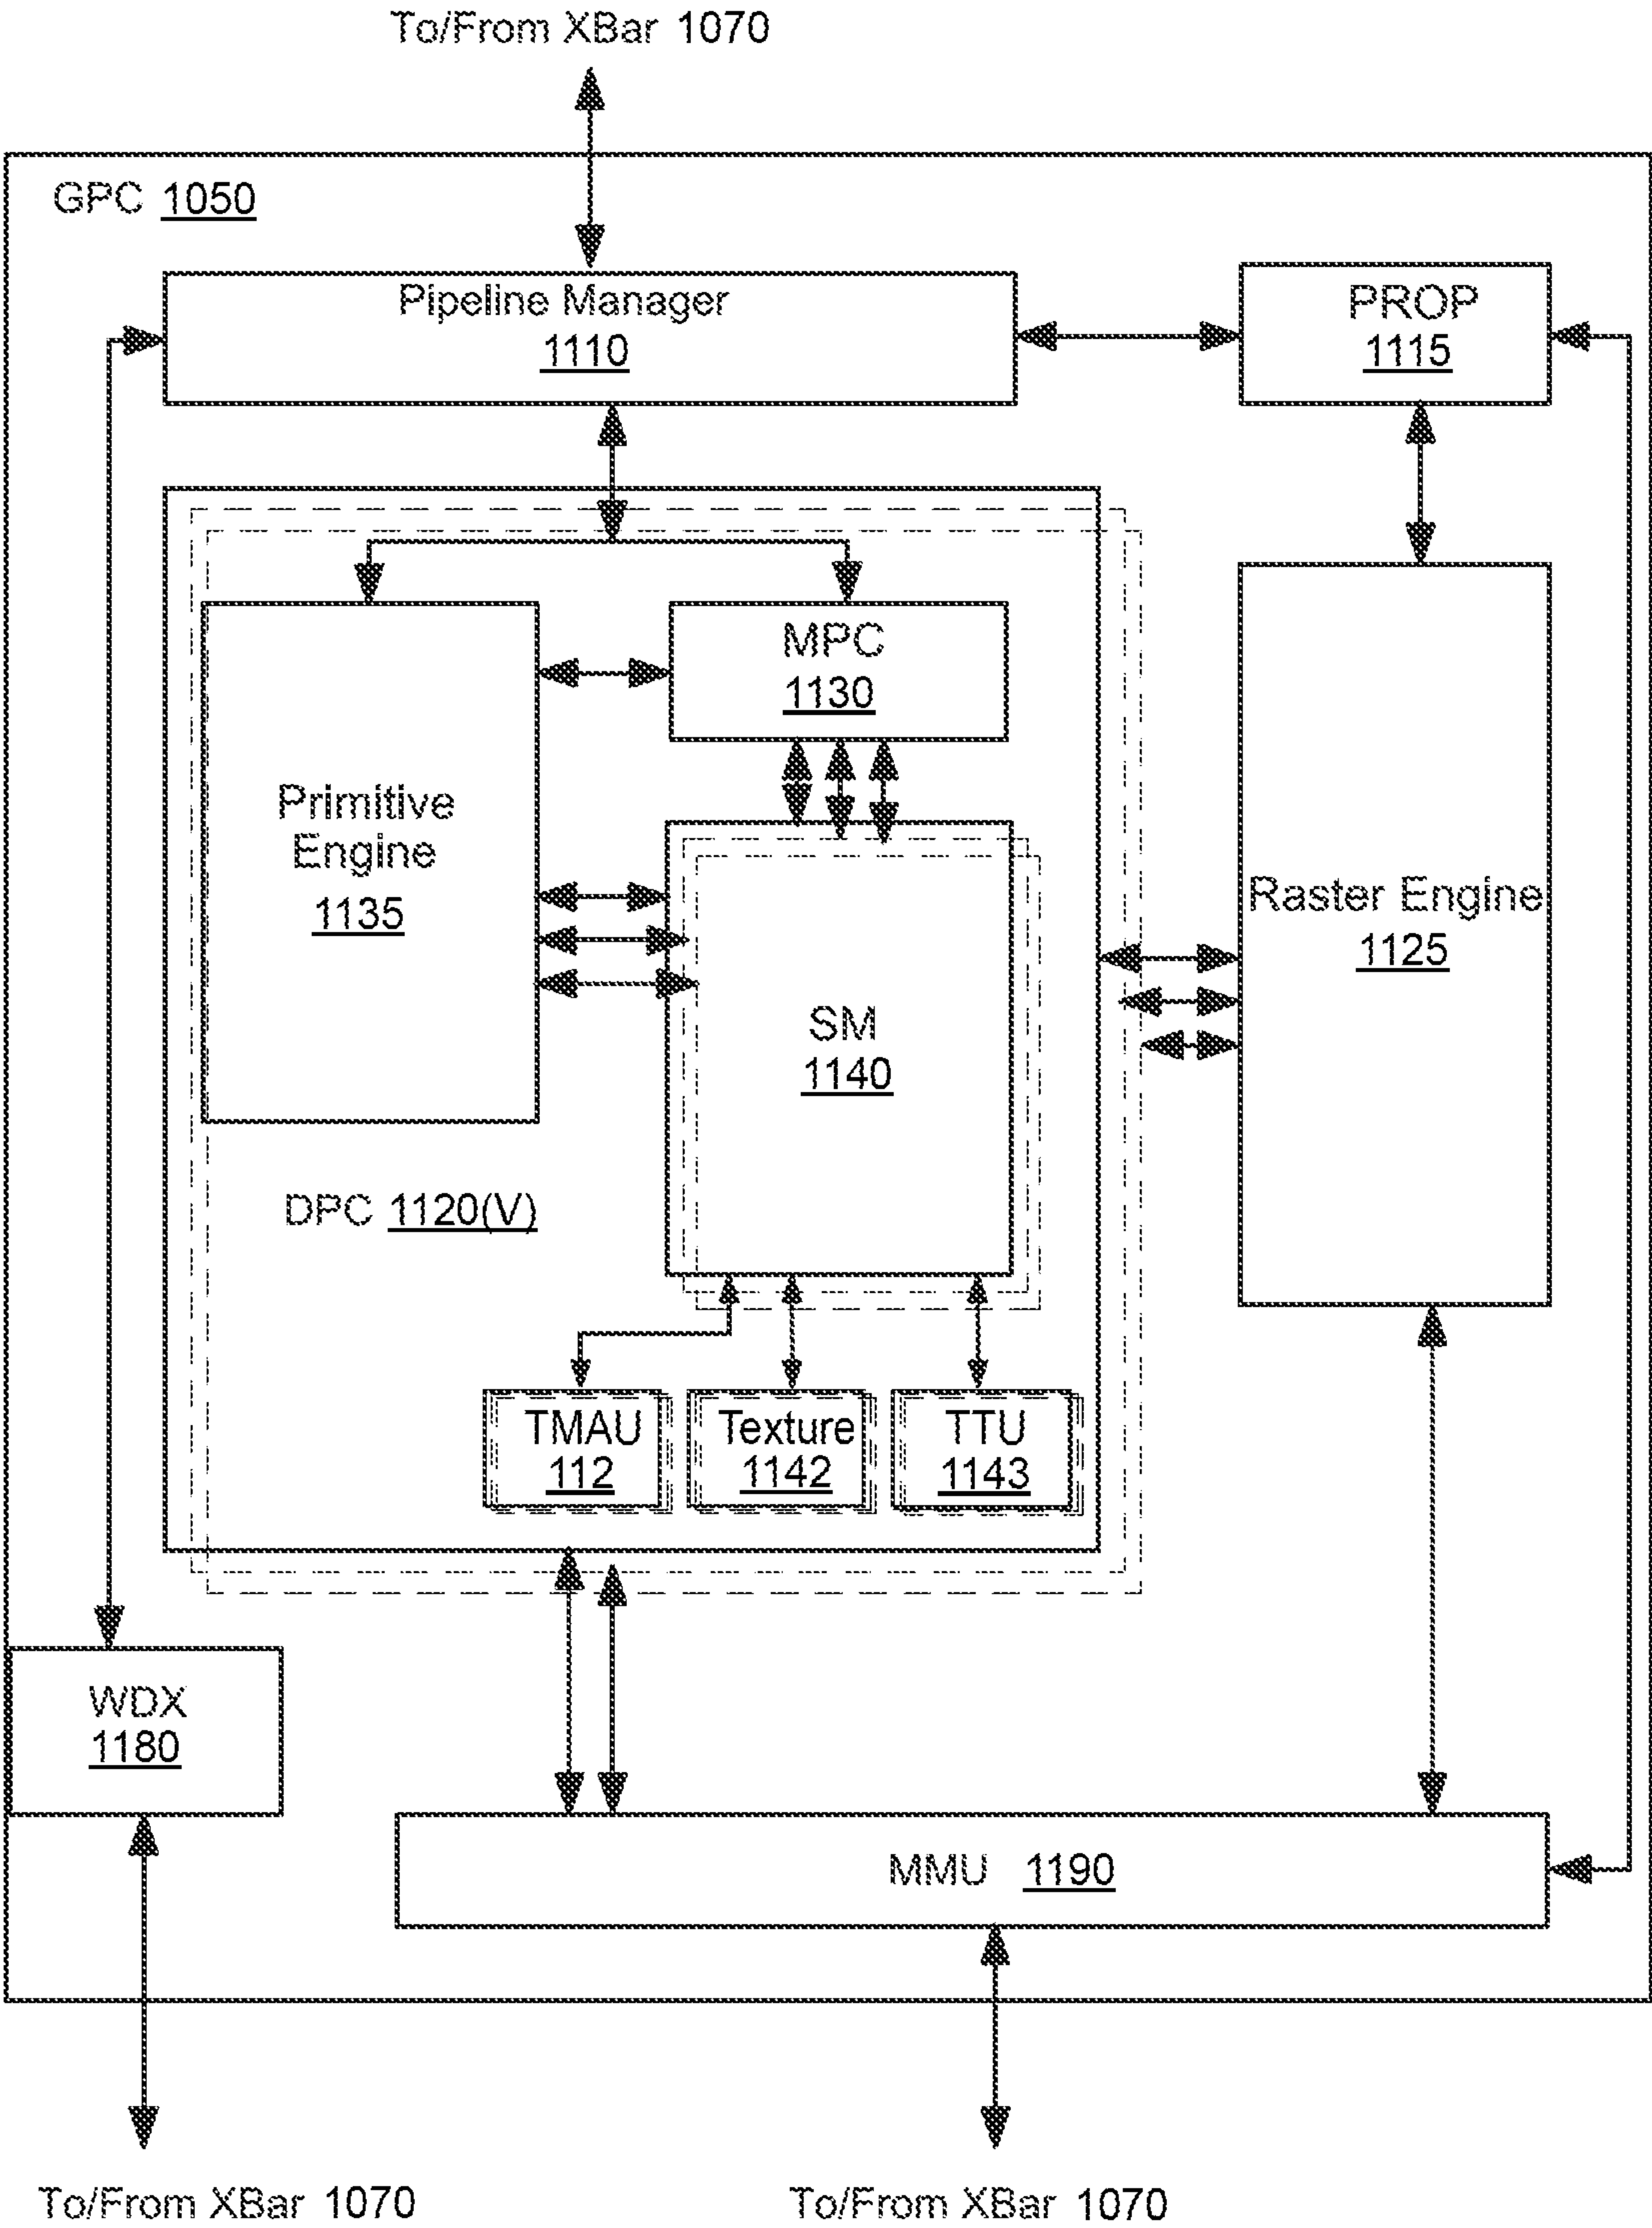 To/From XBar 1070
GPC 1050
Pipeline Manager
1110
PROP
1115
MPC
1130
Primitive
Engine
1135
Raster Engine
1125
SM
1140
DPC 1120(V)
TMAU
112
Texture
1142
TTU
1143
WDX
1180
MMU 1190
To/From XBar 1070
To/From XBar 1070